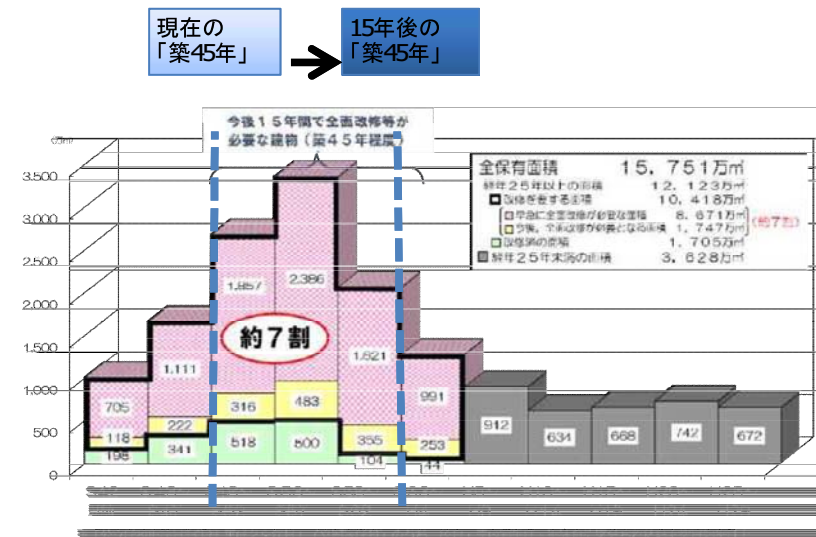 現在の
「築45年」
15年後の
「築45年」
今後15年間で全面改修等が
必要な建物（築45年程度）
(万㎡)
3,500
3,000
2,500
2,000
1,500
1,000
500
0
全保有面積 15，751万㎡
経年25年以上の面積 12，123万㎡
改修を要する面積 10，418万㎡
早急に全面改修が必要な面積 8，671万㎡
今後、全面改修が必要となる面積 1，747万㎡
(約7割)
改修済の面積 1，705万㎡
経年25年未満の面積 3，628万㎡
約7割
705
118
198
1,111
222
341
1,857
316
518
2,386
483
500
1,621
355
104
991
253
44
912
634
668
742
672